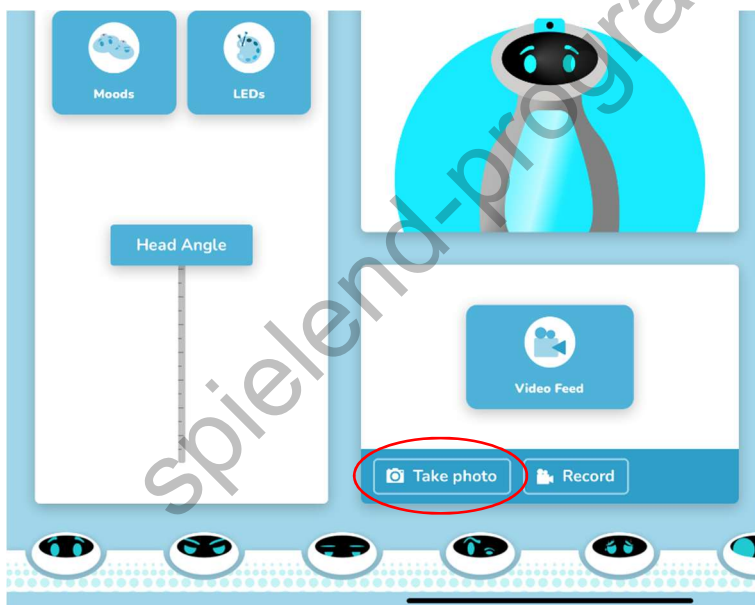 Moods
LEDs
Head Angle
Video Feed
Take photo
Record
spielend-progra